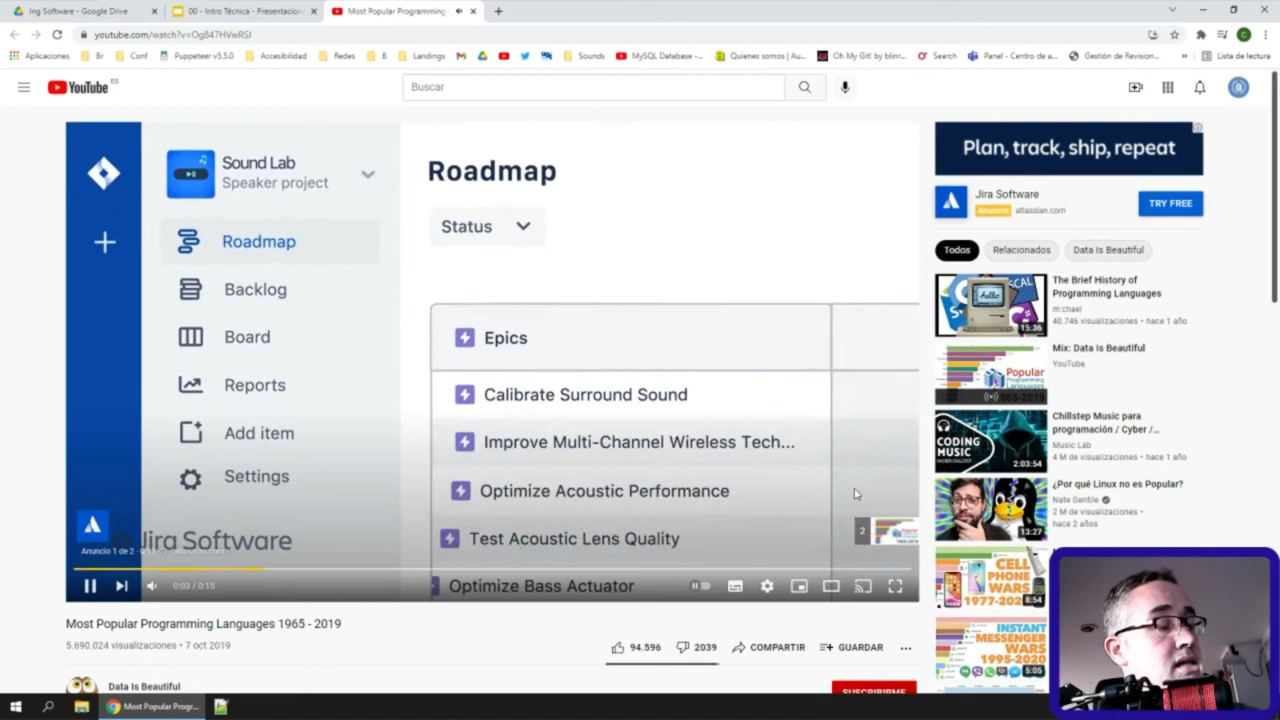 Ing Software - Google Drive
00 - Intro Técnica - Presentacion
Most Popular Programming
youtube.com/watch?v=Og847HVwRSI
Aplicaciones
Br
Conf
Puppeteer v5.5.0
Accesibilidad
Redes
B
Landings
Sounds
MySQL Database -...
Quienes somos | Au...
Oh My Git! by blinr...
Search
Panel - Centro de a...
Gestión de Revision...
»
Lista de lectura
YouTube ES
Buscar
Sound Lab
Speaker project
Roadmap
Backlog
Board
Reports
Add item
Settings
Roadmap
Status
Epics
Calibrate Surround Sound
Improve Multi-Channel Wireless Tech...
Optimize Acoustic Performance
Test Acoustic Lens Quality
Optimize Bass Actuator
Jira Software
Anuncio 1 de 2
2
0:03 / 0:15
Most Popular Programming Languages 1965 - 2019
5.690.024 visualizaciones • 7 oct 2019
94.596
2039
COMPARTIR
GUARDAR
Data Is Beautiful
SUSCRIBIRME
Plan, track, ship, repeat
Jira Software
Anuncio atlassian.com
TRY FREE
Todos
Relacionados
Data Is Beautiful
hello
15:36
The Brief History of
Programming Languages
m:chael
40.746 visualizaciones • hace 1 año
Popular
Programming
Languages
1965-2019
Mix: Data Is Beautiful
YouTube
CODING
MUSIC
2:03:54
Chillstep Music para
programación / Cyber /...
Music Lab
4 M de visualizaciones • hace 1 año
13:27
¿Por qué Linux no es Popular?
Nate Gentile
2 M de visualizaciones •
hace 2 años
CELL
PHONE
WARS
8:54
INSTANT
MESSENGER
WARS
1995-2020
5:05
Most Popular Progr...